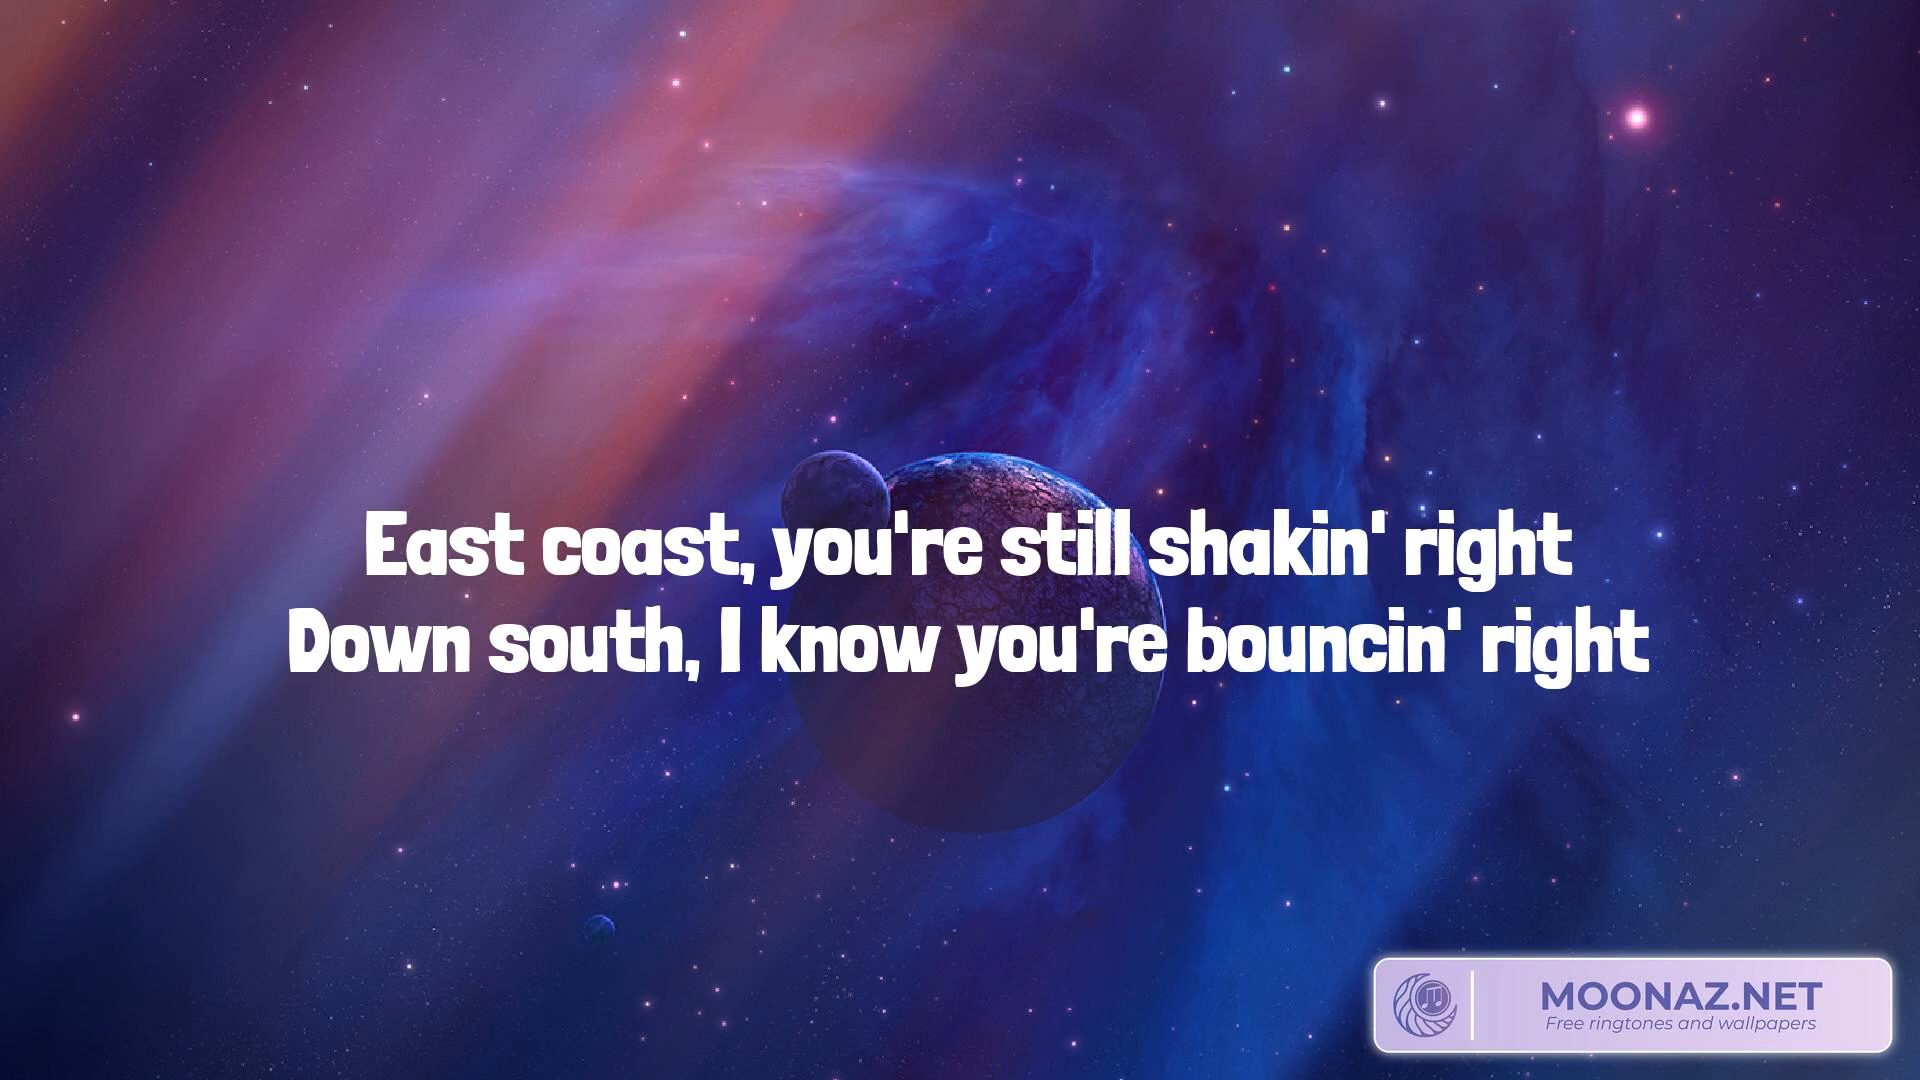 East coast, you're still shakin' right
Down south, I know you're bouncin' right
MOONAZ.NET
Free ringtones and wallpapers